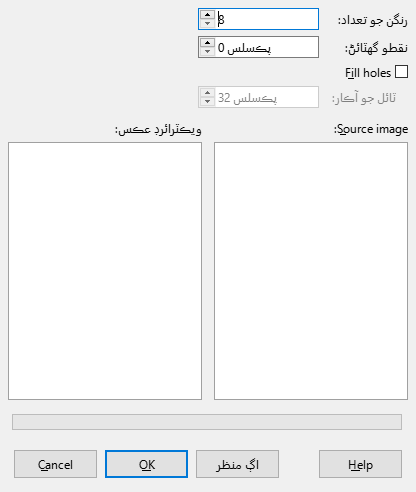 رنگن جو تعداد: 8
نقطو گھٽائڻ: 0 پڪسلس
Fill holes
ٽائل جو آڪار: 32 پڪسلس
Source image:
ويڪٽرائزڊ عڪس:
Help
اڳ منظر
OK
Cancel